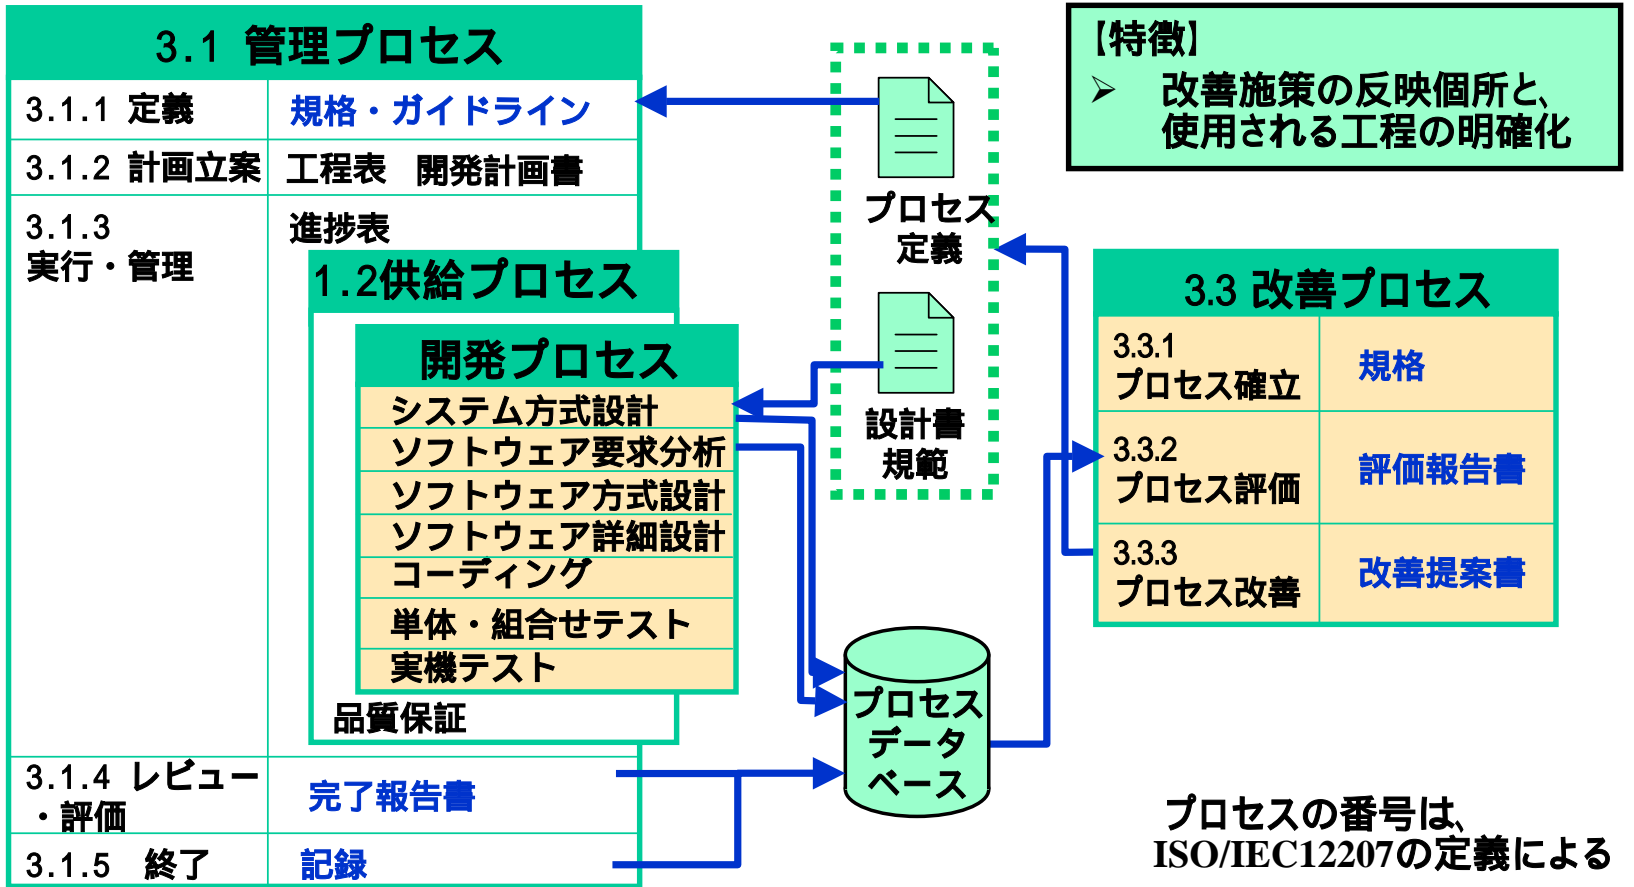 3.1 管理プロセス
3.1.1 定義
規格・ガイドライン
3.1.2 計画立案
工程表 開発計画書
3.1.3
実行・管理
進捗表
1.2供給プロセス
開発プロセス
システム方式設計
ソフトウェア要求分析
ソフトウェア方式設計
ソフトウェア詳細設計
コーディング
単体・組合せテスト
実機テスト
品質保証
3.1.4 レビュー
・評価
完了報告書
3.1.5 終了
記録
プロセス
定義
設計書
規範
プロセス
データ
ベース
【特徴】
➢ 改善施策の反映個所と、
使用される工程の明確化
3.3 改善プロセス
3.3.1
プロセス確立
規格
3.3.2
プロセス評価
評価報告書
3.3.3
プロセス改善
改善提案書
プロセスの番号は、
ISO/IEC12207の定義による